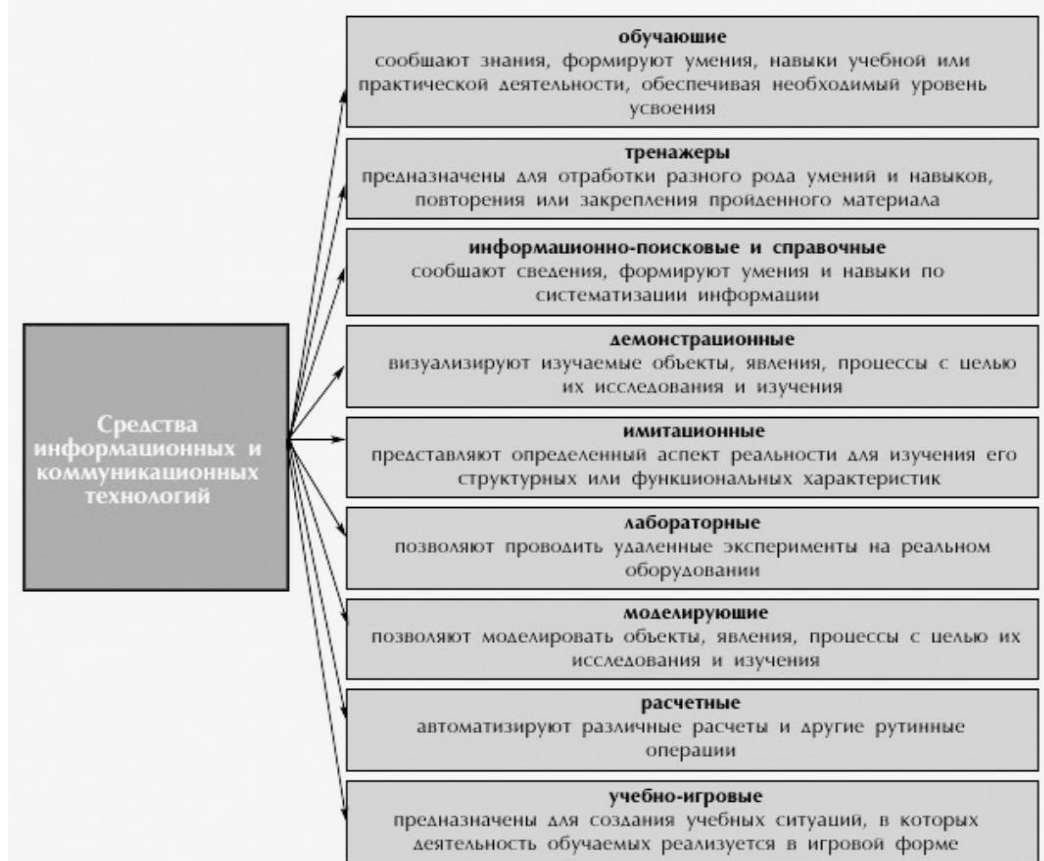 обучающие
сообщают знания, формируют умения, навыки учебной или
практической деятельности, обеспечивая необходимый уровень
усвоения
тренажеры
предназначены для отработки разного рода умений и навыков,
повторения или закрепления пройденного материала
информационно-поисковые и справочные
сообщают сведения, формируют умения и навыки по
систематизации информации
демонстрационные
визуализируют изучаемые объекты, явления, процессы с целью
их исследования и изучения
Средства
информационных и
коммуникационных
технологий
имитационные
представляют определенный аспект реальности для изучения его
структурных или функциональных характеристик
лабораторные
позволяют проводить удаленные эксперименты на реальном
оборудовании
моделирующие
позволяют моделировать объекты, явления, процессы с целью их
исследования и изучения
расчетные
автоматизируют различные расчеты и другие рутинные
операции
учебно-игровые
предназначены для создания учебных ситуаций, в которых
деятельность обучаемых реализуется в игровой форме